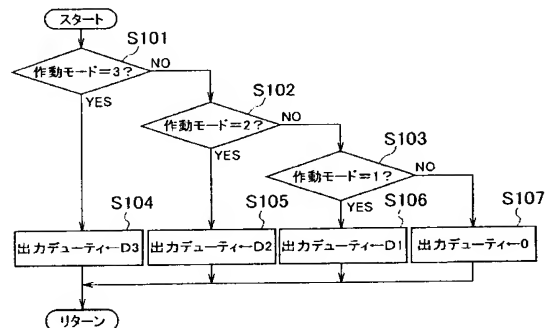 スタート
S101
作動モード=3?
NO
YES
S102
作動モード=2?
NO
YES
S103
作動モード=1?
NO
YES
S104
出力デューティ←D3
S105
出力デューティ←D2
S106
出力デューティ←D1
S107
出力デューティ←0
リターン